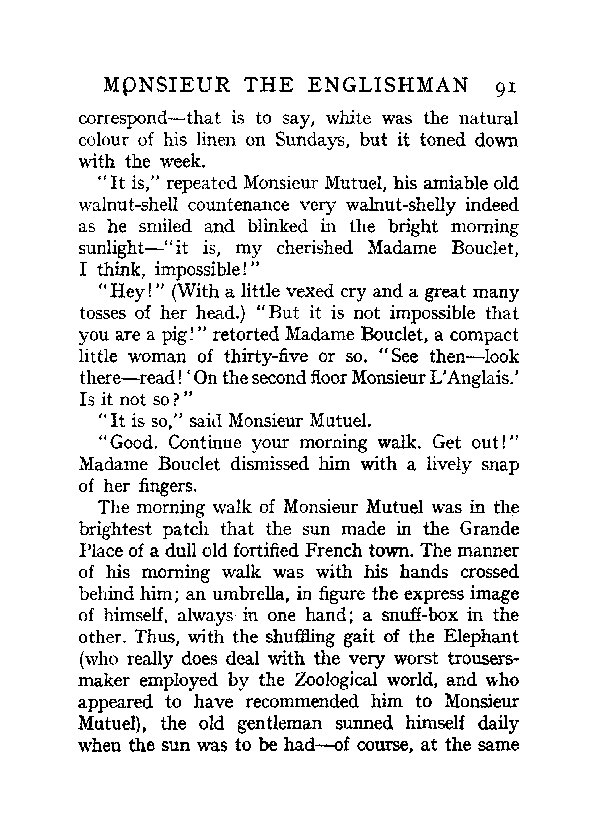 MONSIEUR THE ENGLISHMAN 91
correspond—that is to say, white was the natural
colour of his linen on Sundays, but it toned down
with the week.
"It is," repeated Monsieur Mutuel, his amiable old
walnut-shell countenance very walnut-shelly indeed
as he smiled and blinked in the bright morning
sunlight—"it is, my cherished Madame Bouclet,
I think, impossible!"
"Hey!" (With a little vexed cry and a great many
tosses of her head.) "But it is not impossible that
you are a pig!" retorted Madame Bouclet, a compact
little woman of thirty-five or so. "See then—look
there—read! 'On the second floor Monsieur L'Anglais.'
Is it not so?"
"It is so," said Monsieur Mutuel.
"Good. Continue your morning walk. Get out!"
Madame Bouclet dismissed him with a lively snap
of her fingers.
The morning walk of Monsieur Mutuel was in the
brightest patch that the sun made in the Grande
Place of a dull old fortified French town. The manner
of his morning walk was with his hands crossed
behind him; an umbrella, in figure the express image
of himself, always in one hand; a snuff-box in the
other. Thus, with the shuffling gait of the Elephant
(who really does deal with the very worst trousers-
maker employed by the Zoological world, and who
appeared to have recommended him to Monsieur
Mutuel), the old gentleman sunned himself daily
when the sun was to be had—of course, at the same